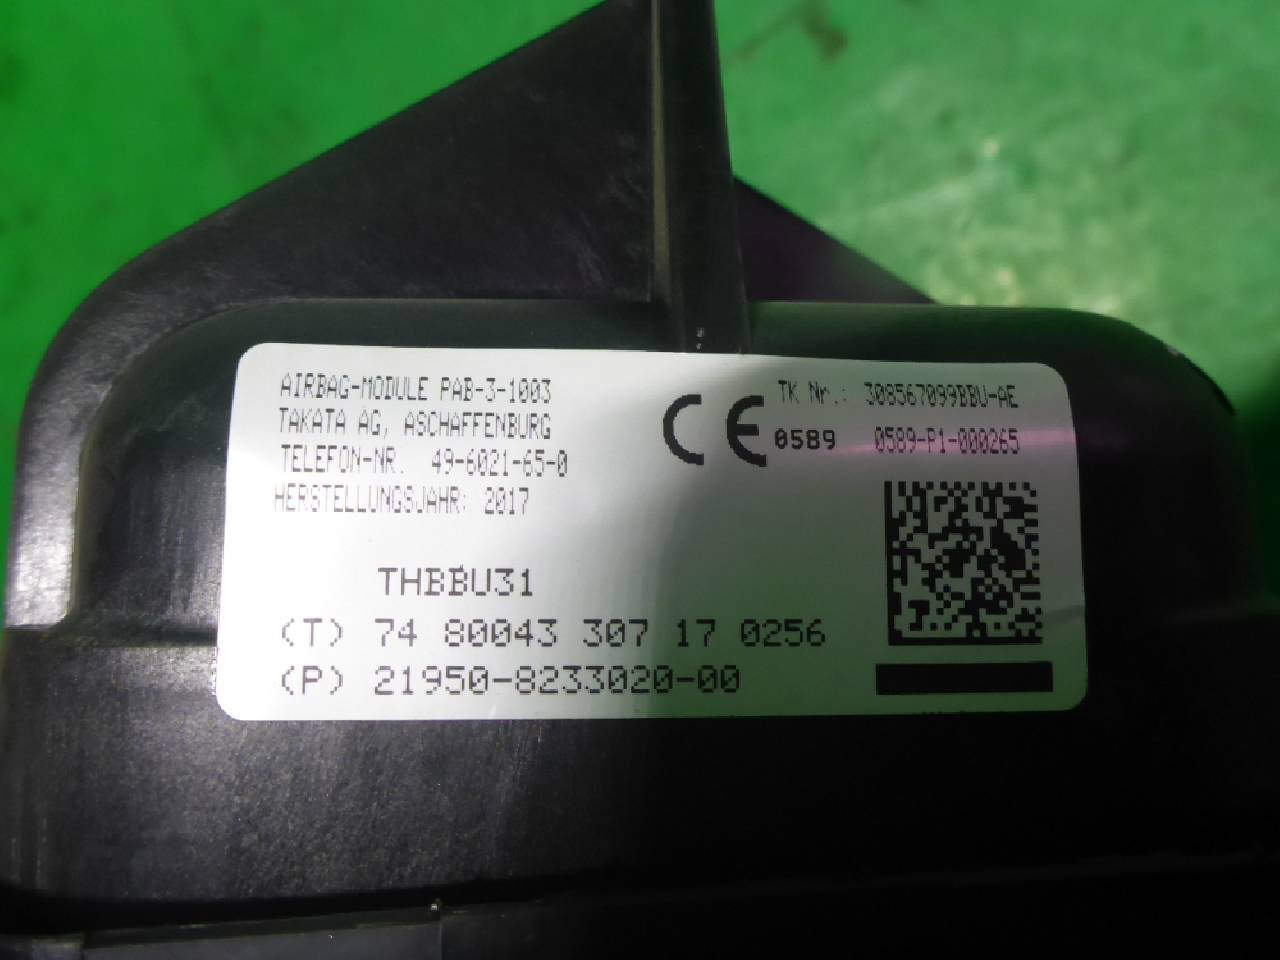 AIRBAG-MODULE PAB-3-1003
TAKATA AG, ASCHAFFENBURG
TELEFON-NR. 49-6021-65-0
HERSTELLUNGSJAHR: 2017
CE 0589
TK Nr.: 308567099BBU-AE
0589-P1-000265
THBBU31
(T) 74 80043 307 17 0256
(P) 21950-8233020-00